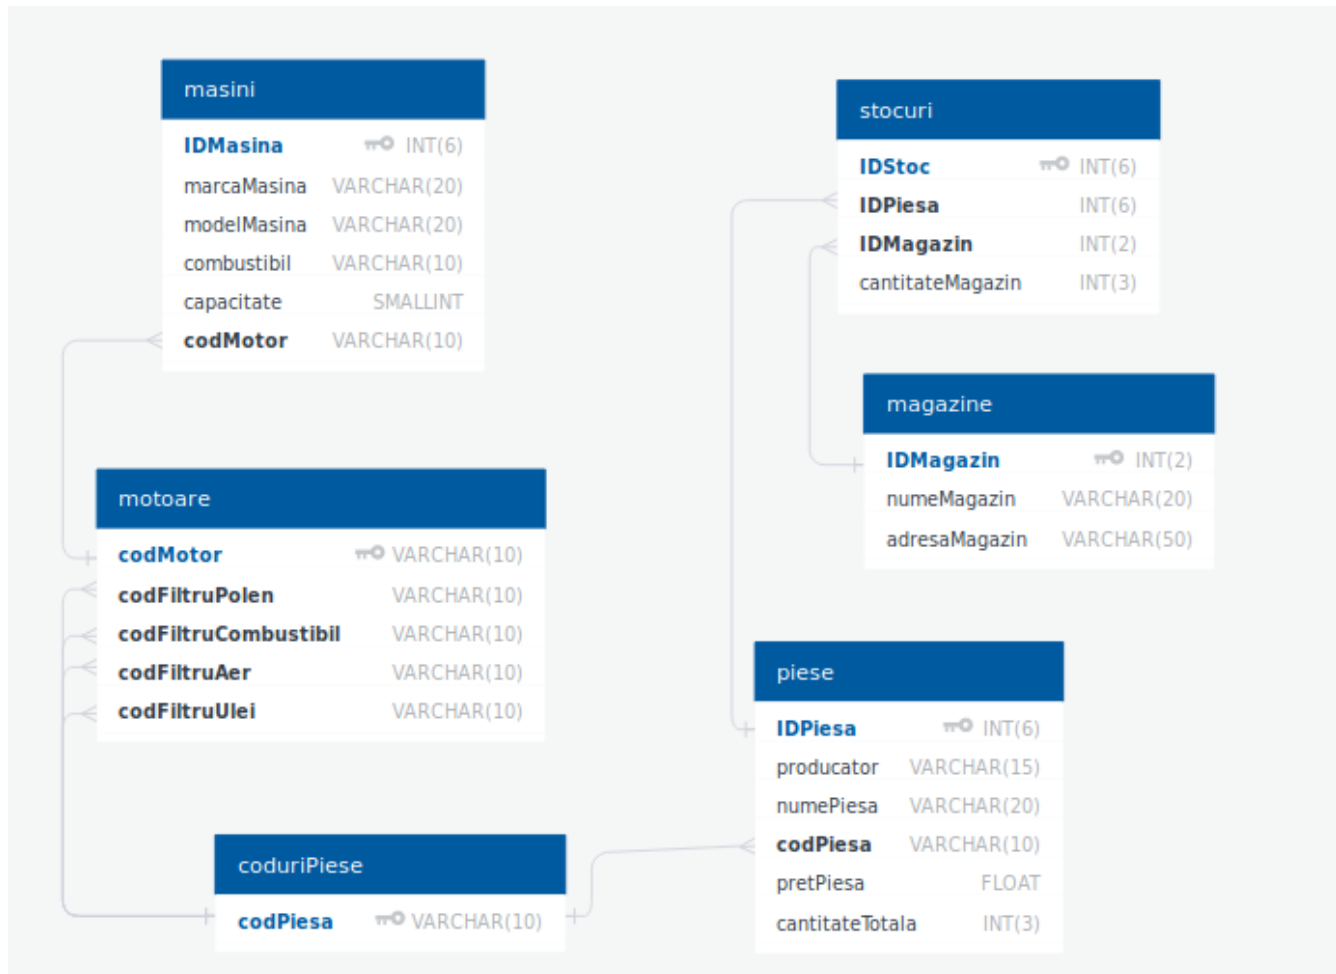 masini
IDMasina INT(6)
marcaMasina VARCHAR(20)
modelMasina VARCHAR(20)
combustibil VARCHAR(10)
capacitate SMALLINT
codMotor VARCHAR(10)
stocuri
IDStoc INT(6)
IDPiesa INT(6)
IDMagazin INT(2)
cantitateMagazin INT(3)
magazine
IDMagazin INT(2)
numeMagazin VARCHAR(20)
adresaMagazin VARCHAR(50)
motoare
codMotor VARCHAR(10)
codFiltruPolen VARCHAR(10)
codFiltruCombustibil VARCHAR(10)
codFiltruAer VARCHAR(10)
codFiltruUlei VARCHAR(10)
piese
IDPiesa INT(6)
producator VARCHAR(15)
numePiesa VARCHAR(20)
codPiesa VARCHAR(10)
pretPiesa FLOAT
cantitateTotala INT(3)
coduriPiese
codPiesa VARCHAR(10)